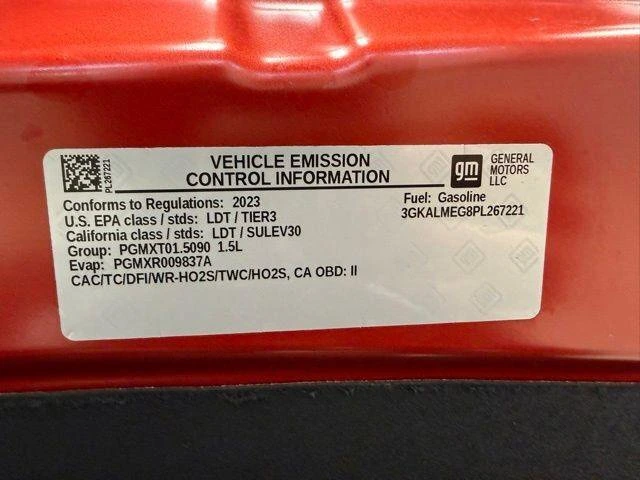 PL267221
VEHICLE EMISSION
CONTROL INFORMATION
gm
GENERAL
MOTORS
LLC
Conforms to Regulations: 2023
U.S. EPA class / stds: LDT / TIER3
California class / stds: LDT / SULEV30
Group: PGMXT01.5090 1.5L
Evap: PGMXR009837A
CAC/TC/DFI/WR-HO2S/TWC/HO2S, CA OBD: II
Fuel: Gasoline
3GKALMEG8PL267221